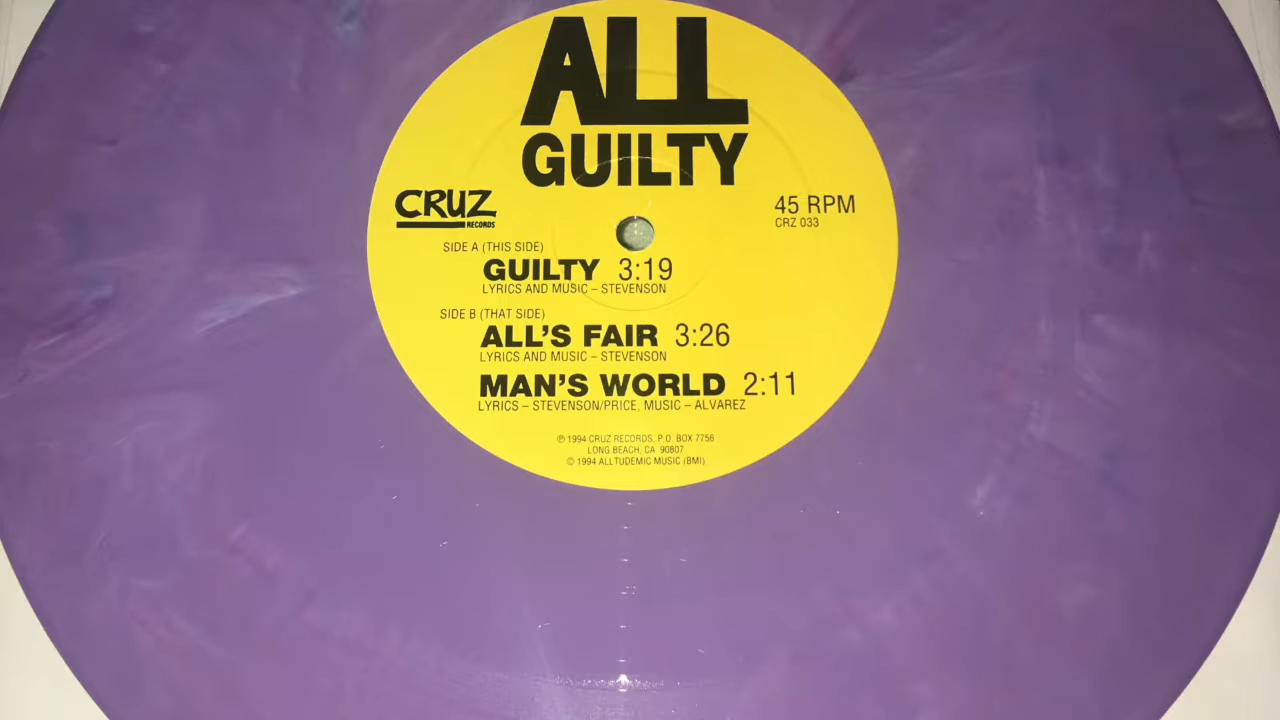 ALL
GUILTY
CRUZ
RECORDS
45 RPM
CRZ 033
SIDE A (THIS SIDE)
GUILTY 3:19
LYRICS AND MUSIC – STEVENSON
SIDE B (THAT SIDE)
ALL'S FAIR 3:26
LYRICS AND MUSIC – STEVENSON
MAN'S WORLD 2:11
LYRICS – STEVENSON/PRICE, MUSIC – ALVAREZ
℗ 1994 CRUZ RECORDS, P.O. BOX 7756
LONG BEACH, CA 90807
© 1994 ALLTUDEMIC MUSIC (BMI)